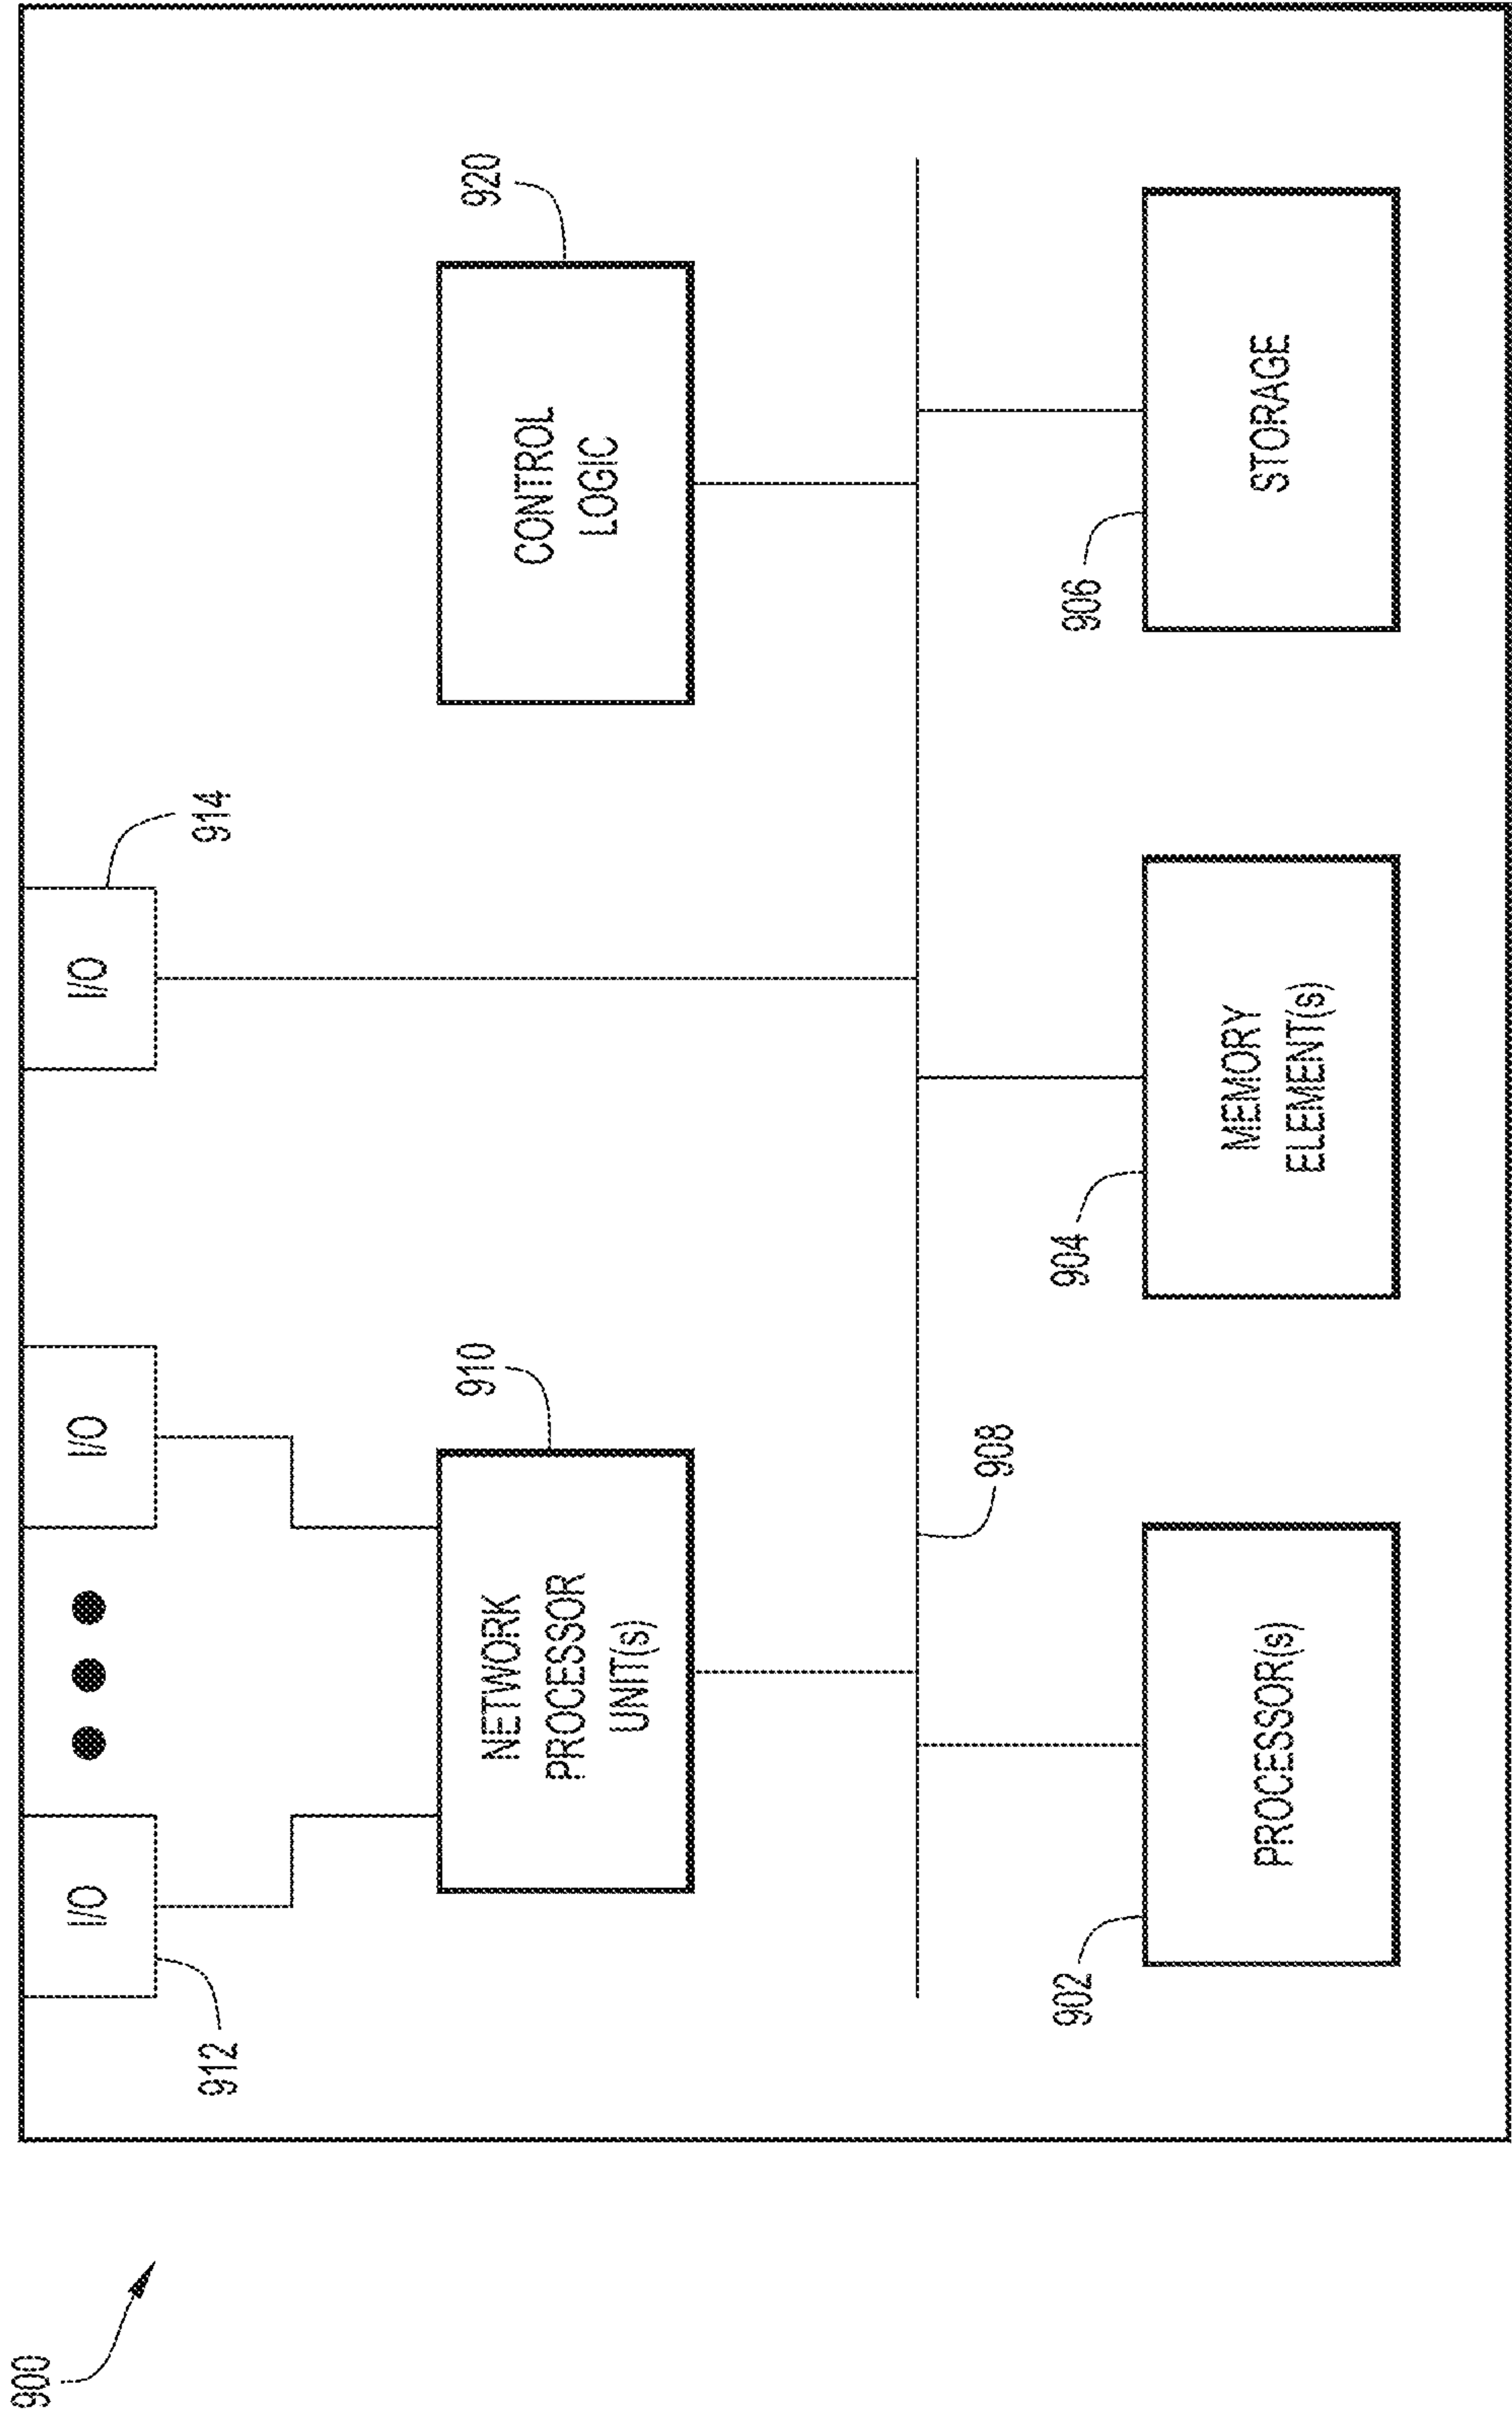 900
912
I/O
I/O
I/O
914
910
NETWORK
PROCESSOR
UNIT(s)
920
CONTROL
LOGIC
908
902
PROCESSOR(s)
904
MEMORY
ELEMENT(s)
906
STORAGE